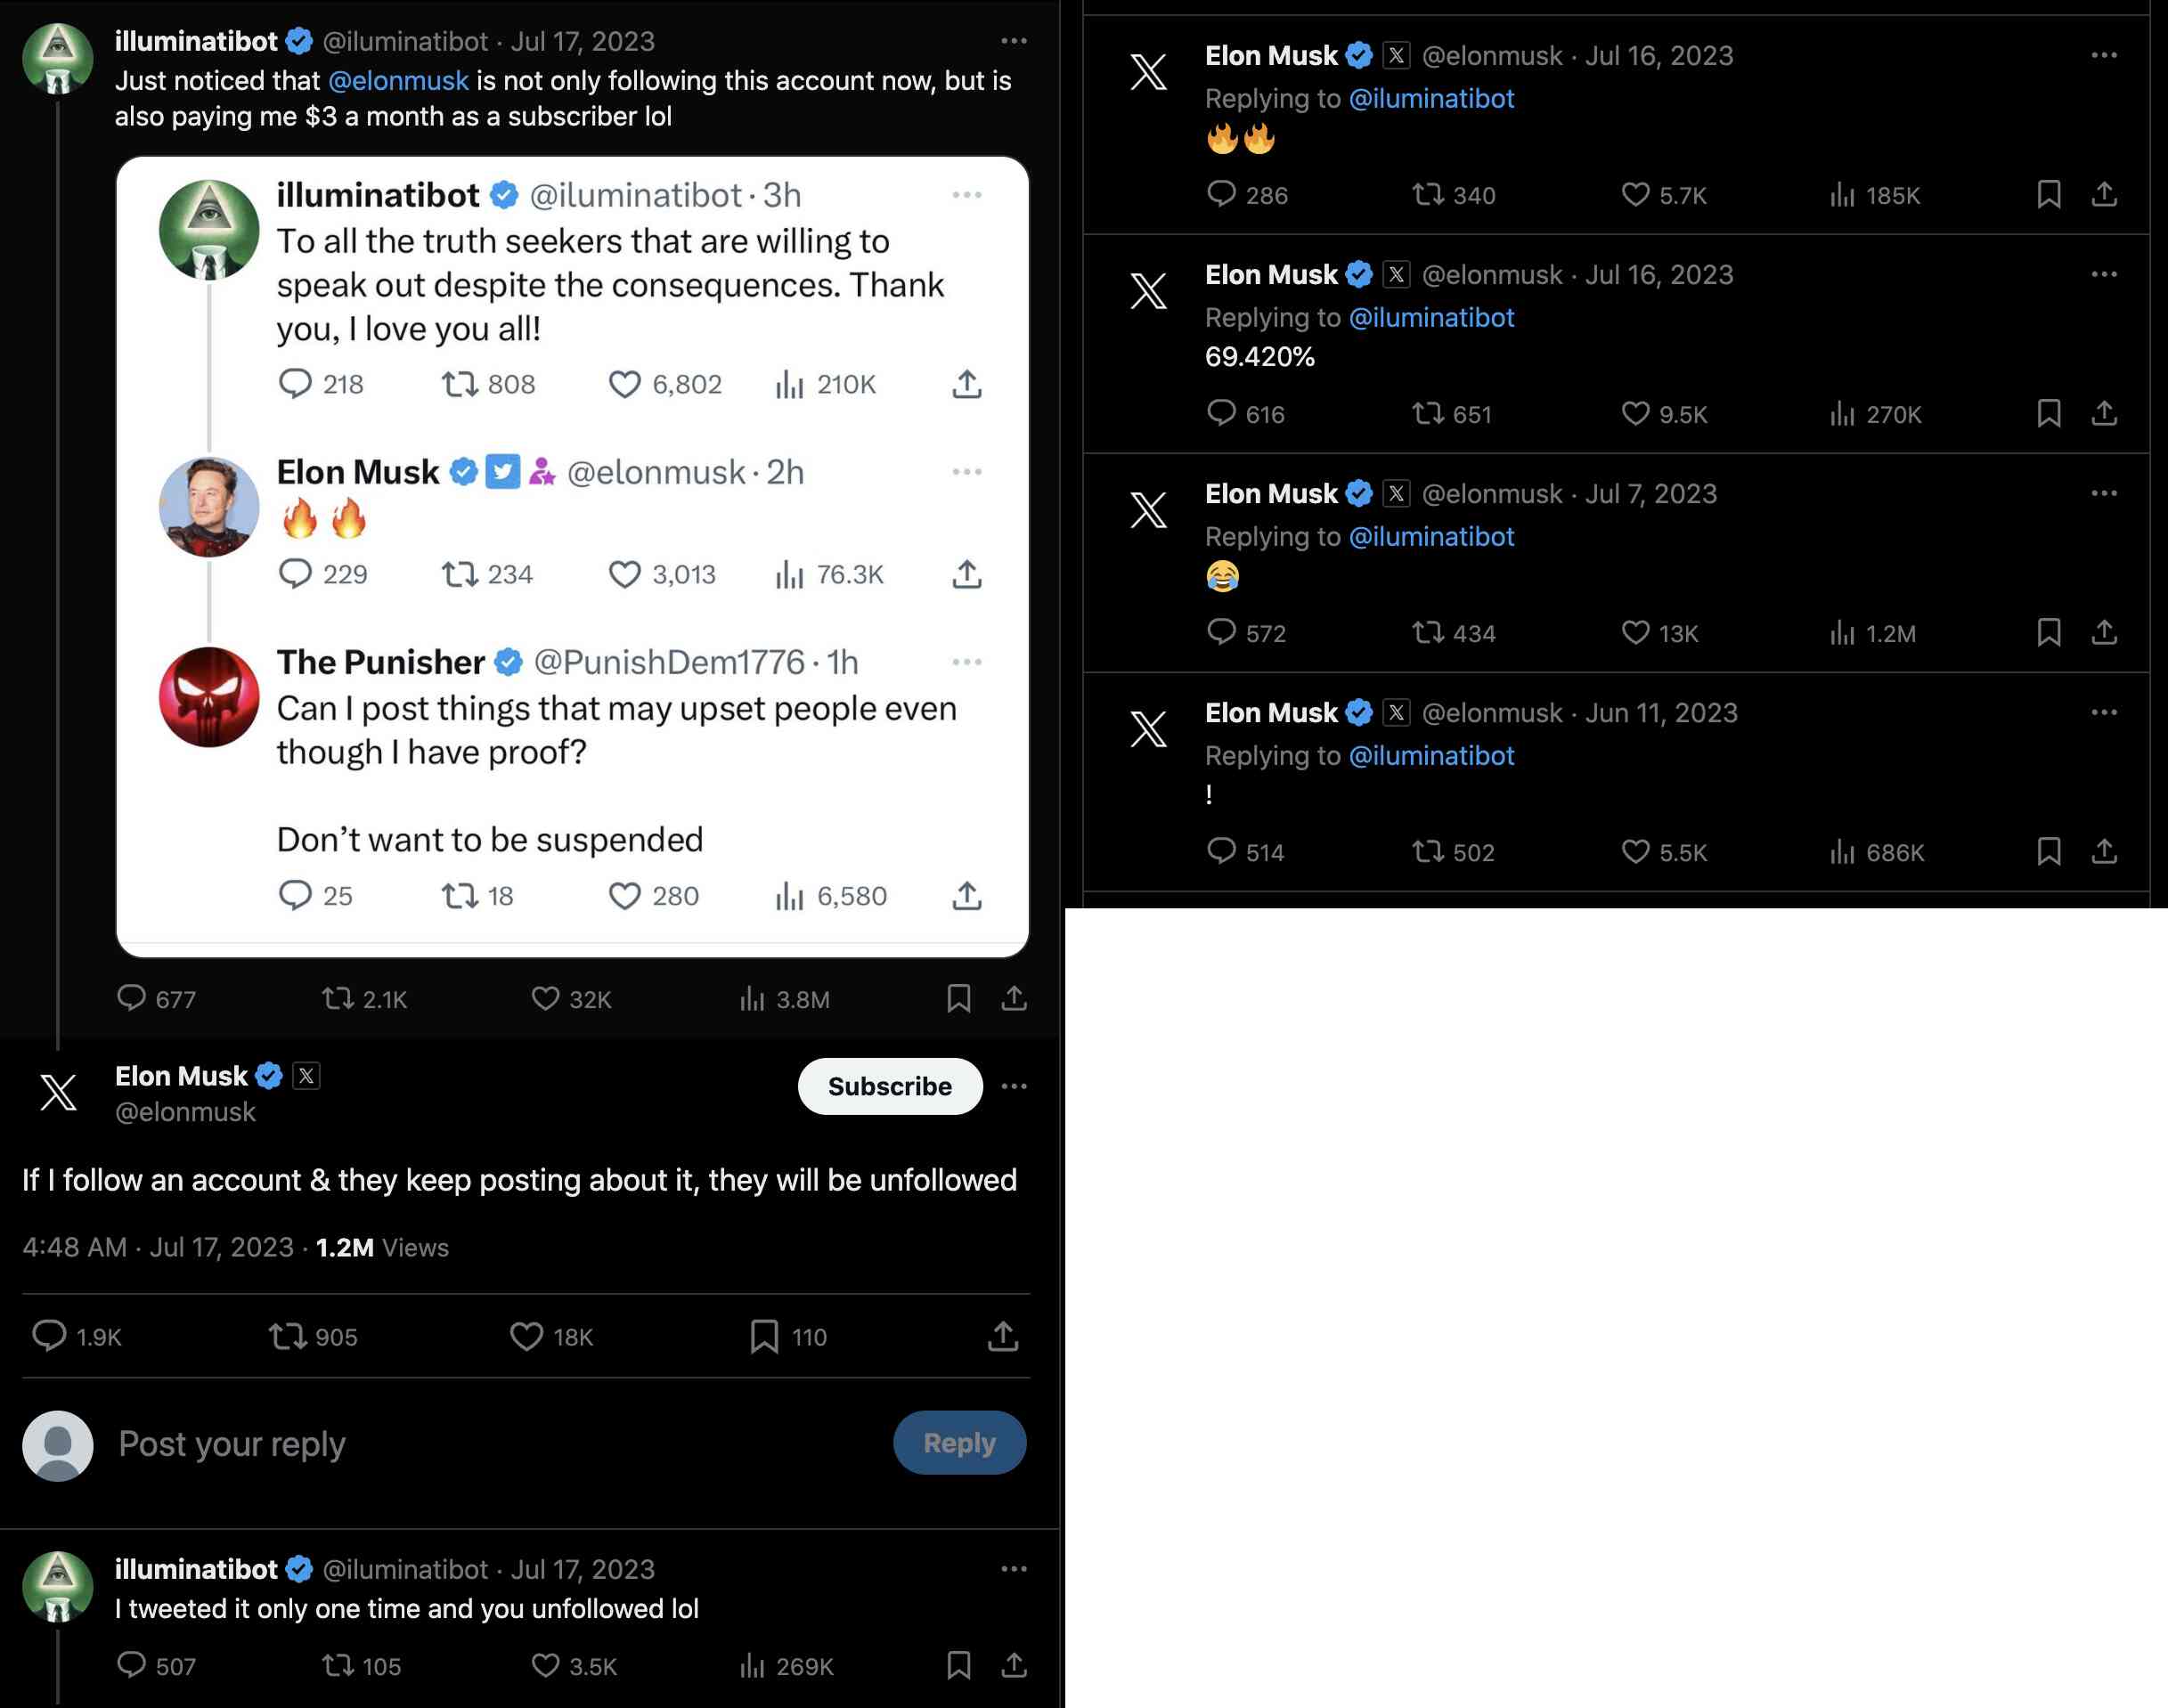 illuminatibot @iluminatibot · Jul 17, 2023
Just noticed that @elonmusk is not only following this account now, but is
also paying me $3 a month as a subscriber lol
illuminatibot @iluminatibot · 3h
To all the truth seekers that are willing to
speak out despite the consequences. Thank
you, I love you all!
218 808 6,802 210K
Elon Musk @elonmusk · 2h
🔥🔥
229 234 3,013 76.3K
The Punisher @PunishDem1776 · 1h
Can I post things that may upset people even
though I have proof?
Don't want to be suspended
25 18 280 6,580
677 2.1K 32K 3.8M
Elon Musk
@elonmusk
Subscribe
If I follow an account & they keep posting about it, they will be unfollowed
4:48 AM · Jul 17, 2023 · 1.2M Views
1.9K 905 18K 110
Post your reply
Reply
illuminatibot @iluminatibot · Jul 17, 2023
I tweeted it only one time and you unfollowed lol
507 105 3.5K 269K
Elon Musk @elonmusk · Jul 16, 2023
Replying to @iluminatibot
🔥🔥
286 340 5.7K 185K
Elon Musk @elonmusk · Jul 16, 2023
Replying to @iluminatibot
69.420%
616 651 9.5K 270K
Elon Musk @elonmusk · Jul 7, 2023
Replying to @iluminatibot
😂
572 434 13K 1.2M
Elon Musk @elonmusk · Jun 11, 2023
Replying to @iluminatibot
!
514 502 5.5K 686K